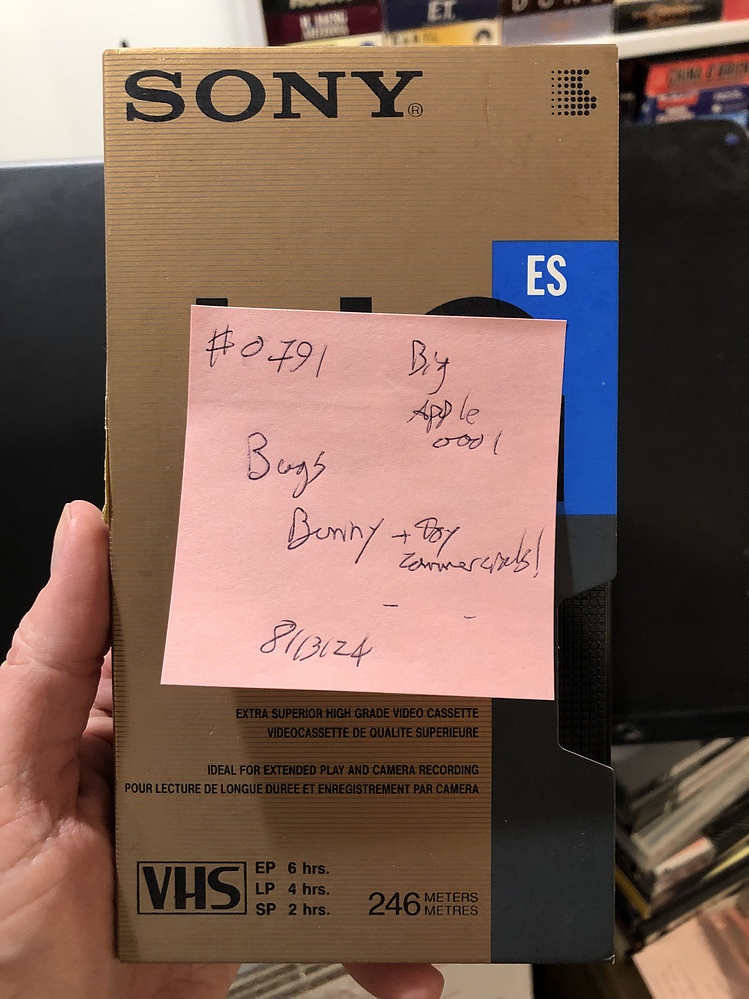 SONY®
ES
#0791
Big
Apple
0001
Bugs
Bunny + Toy
Commercials!
8/13/24
EXTRA SUPERIOR HIGH GRADE VIDEO CASSETTE
VIDEOCASSETTE DE QUALITE SUPERIEURE
IDEAL FOR EXTENDED PLAY AND CAMERA RECORDING
POUR LECTURE DE LONGUE DUREE ET ENREGISTREMENT PAR CAMERA
VHS
EP 6 hrs.
LP 4 hrs.
SP 2 hrs.
246 METERS
METRES
E.T.